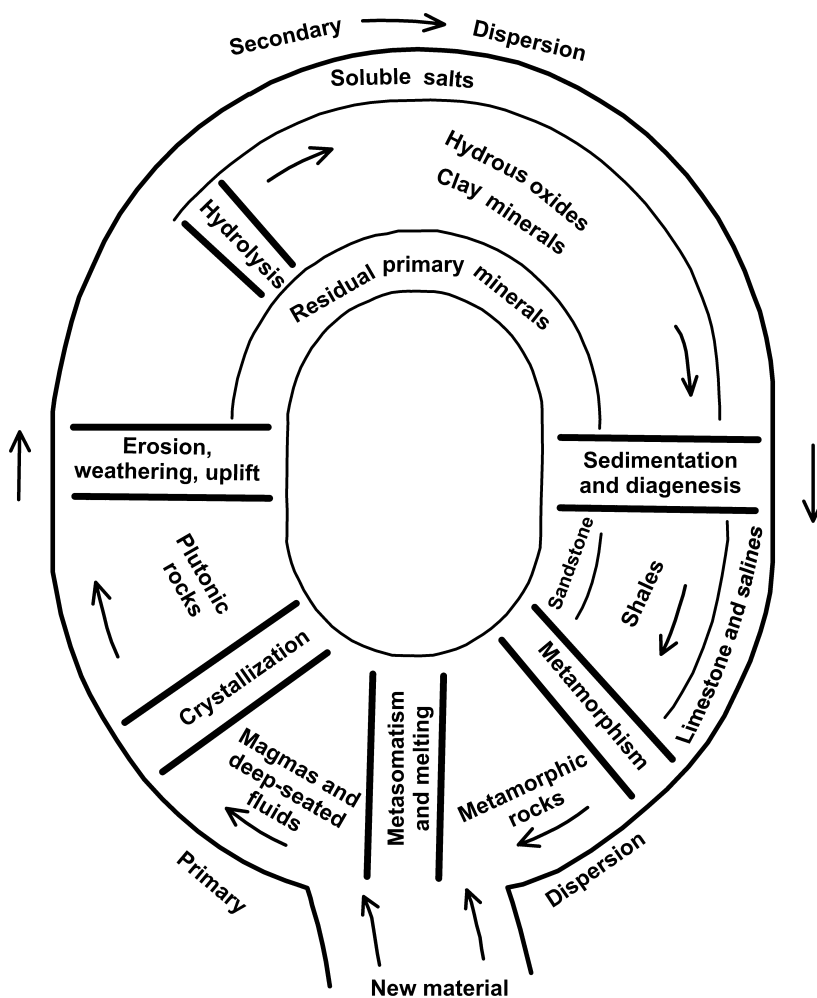 Secondary Dispersion
Soluble salts
Hydrous oxides
Clay minerals
Hydrolysis
Residual primary minerals
Erosion,
weathering, uplift
Sedimentation
and diagenesis
Plutonic
rocks
Sandstone
Shales
Limestone and salines
Crystallization
Metamorphism
Magmas and
deep-seated
fluids
Metasomatism
and melting
Metamorphic
rocks
Primary
Dispersion
New material